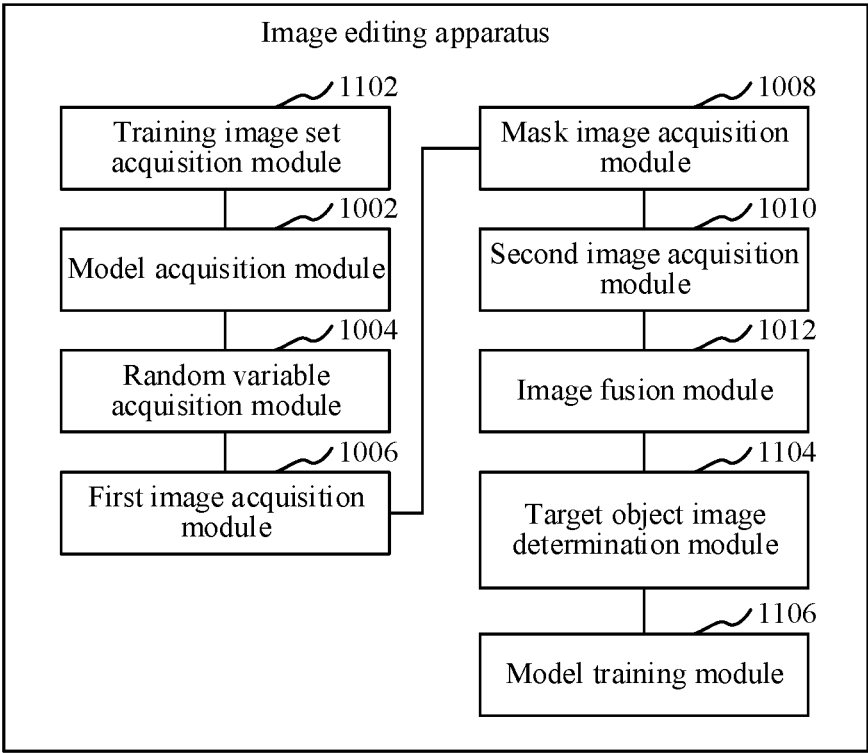 Image editing apparatus
1102
Training image set
acquisition module
1002
Model acquisition module
1004
Random variable
acquisition module
1006
First image acquisition
module
1008
Mask image acquisition
module
1010
Second image acquisition
module
1012
Image fusion module
1104
Target object image
determination module
1106
Model training module